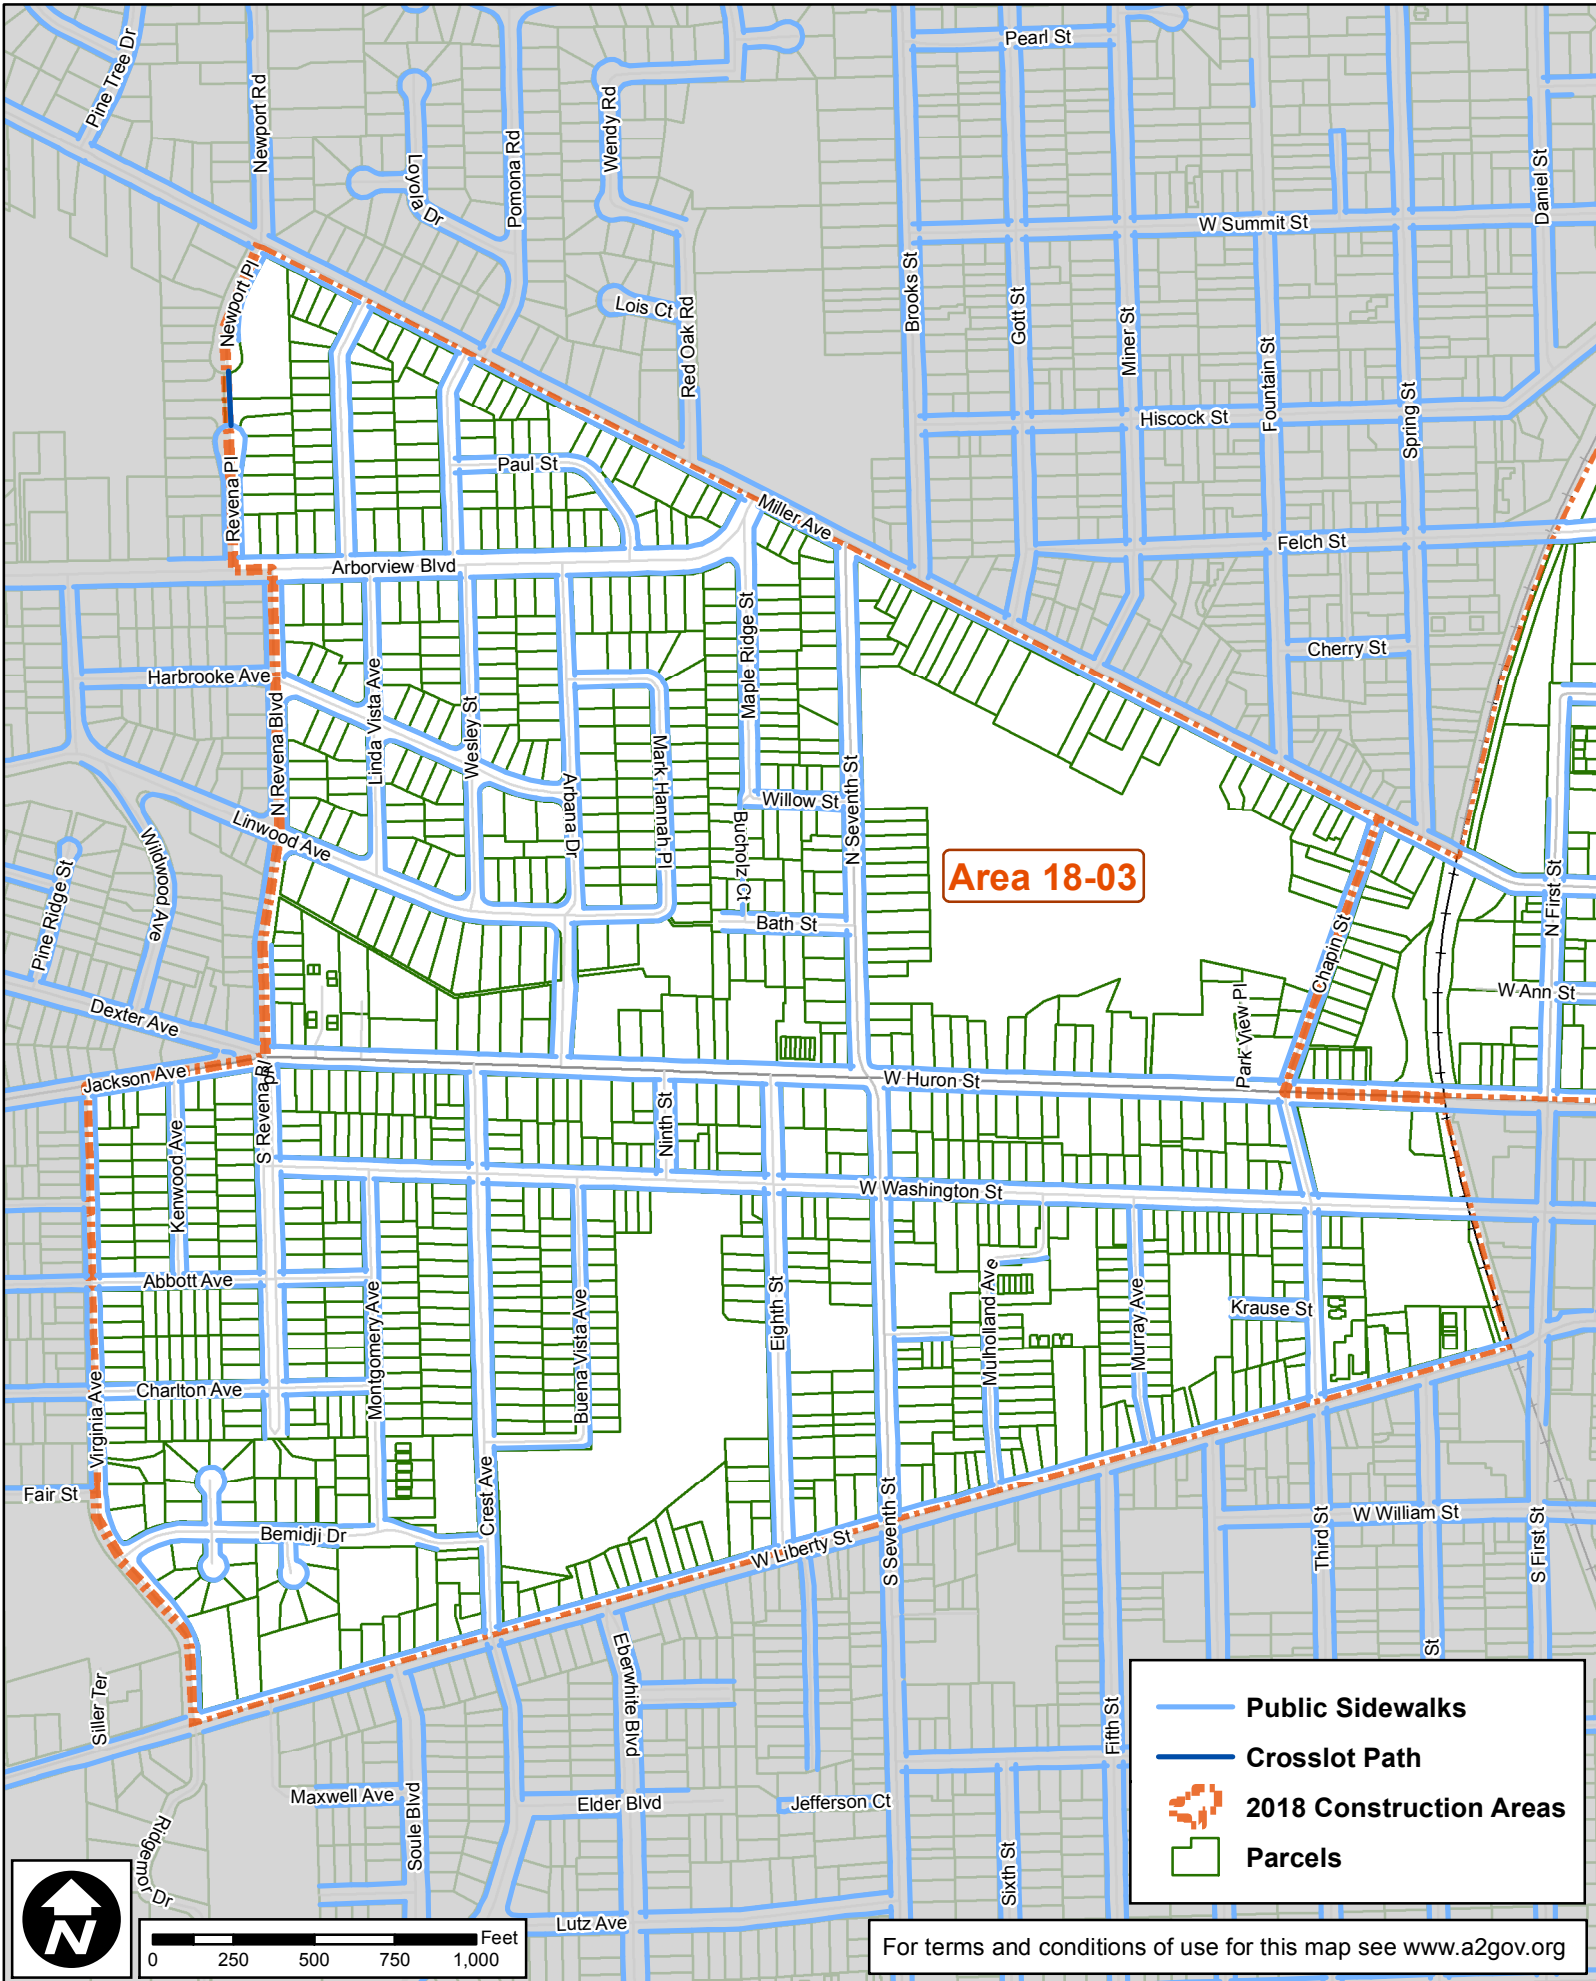 Pine Tree Dr
Newport Rd
Loyola Dr
Pomona Rd
Wendy Rd
Pearl St
W Summit St
Daniel St
Newport Pl
Lois Ct
Red Oak Rd
Brooks St
Gott St
Miner St
Fountain St
Spring St
Hiscock St
Revena Pl
Paul St
Miller Ave
Felch St
Arborview Blvd
Harbrooke Ave
N Revena Blvd
Linda Vista Ave
Wesley St
Arbana Dr
Mark Hannah Pl
Maple Ridge St
Cherry St
Willow St
N Seventh St
Bucholz Ct
Bath St
Linwood Ave
Wildwood Ave
Pine Ridge St
Dexter Ave
Area 18-03
Chapin St
N First St
W Ann St
Park View Pl
Jackson Ave
W Huron St
Kenwood Ave
Ninth St
W Washington St
Abbott Ave
Montgomery Ave
Buena Vista Ave
Eighth St
Mulholland Ave
Murray Ave
Krause St
Charlton Ave
Virginia Ave
Fair St
Crest Ave
Bemidji Dr
W Liberty St
S Seventh St
Third St
W William St
S First St
St
Siller Ter
Eberwhite Blvd
Fifth St
Maxwell Ave
Soule Blvd
Elder Blvd
Jefferson Ct
Ridgemor Dr
Sixth St
Lutz Ave
Public Sidewalks
Crosslot Path
2018 Construction Areas
Parcels
N
Feet
0 250 500 750 1,000
For terms and conditions of use for this map see www.a2gov.org